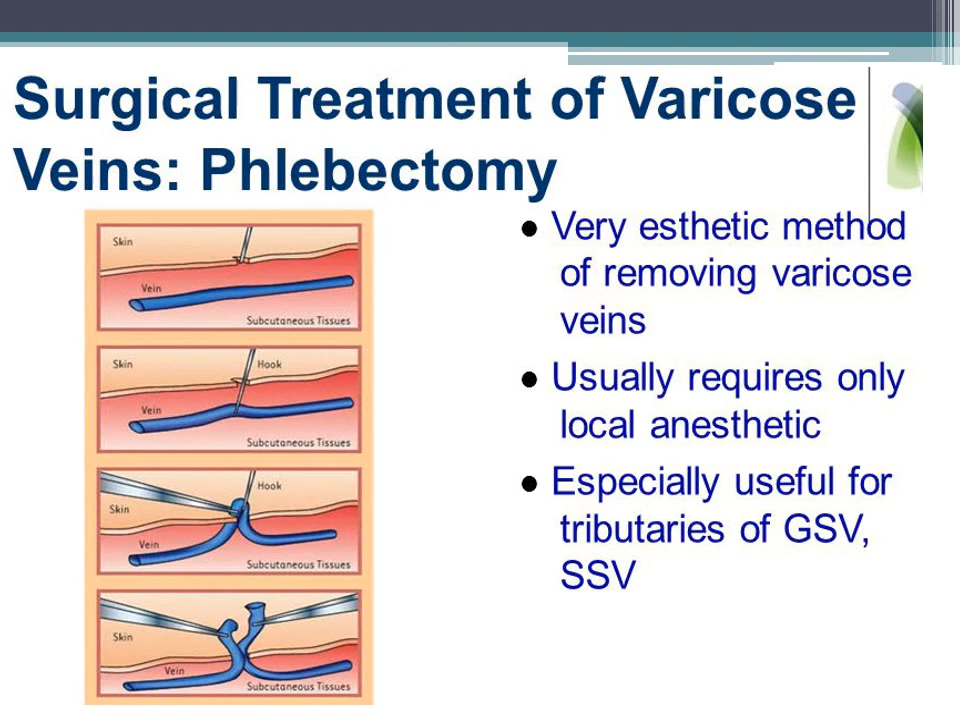 Surgical Treatment of Varicose
Veins: Phlebectomy
Skin
Vein
Subcutaneous Tissues
Skin
Hook
Vein
Subcutaneous Tissues
Hook
Skin
Vein
Subcutaneous Tissues
Skin
Vein
Subcutaneous Tissues
● Very esthetic method
of removing varicose
veins
● Usually requires only
local anesthetic
● Especially useful for
tributaries of GSV,
SSV